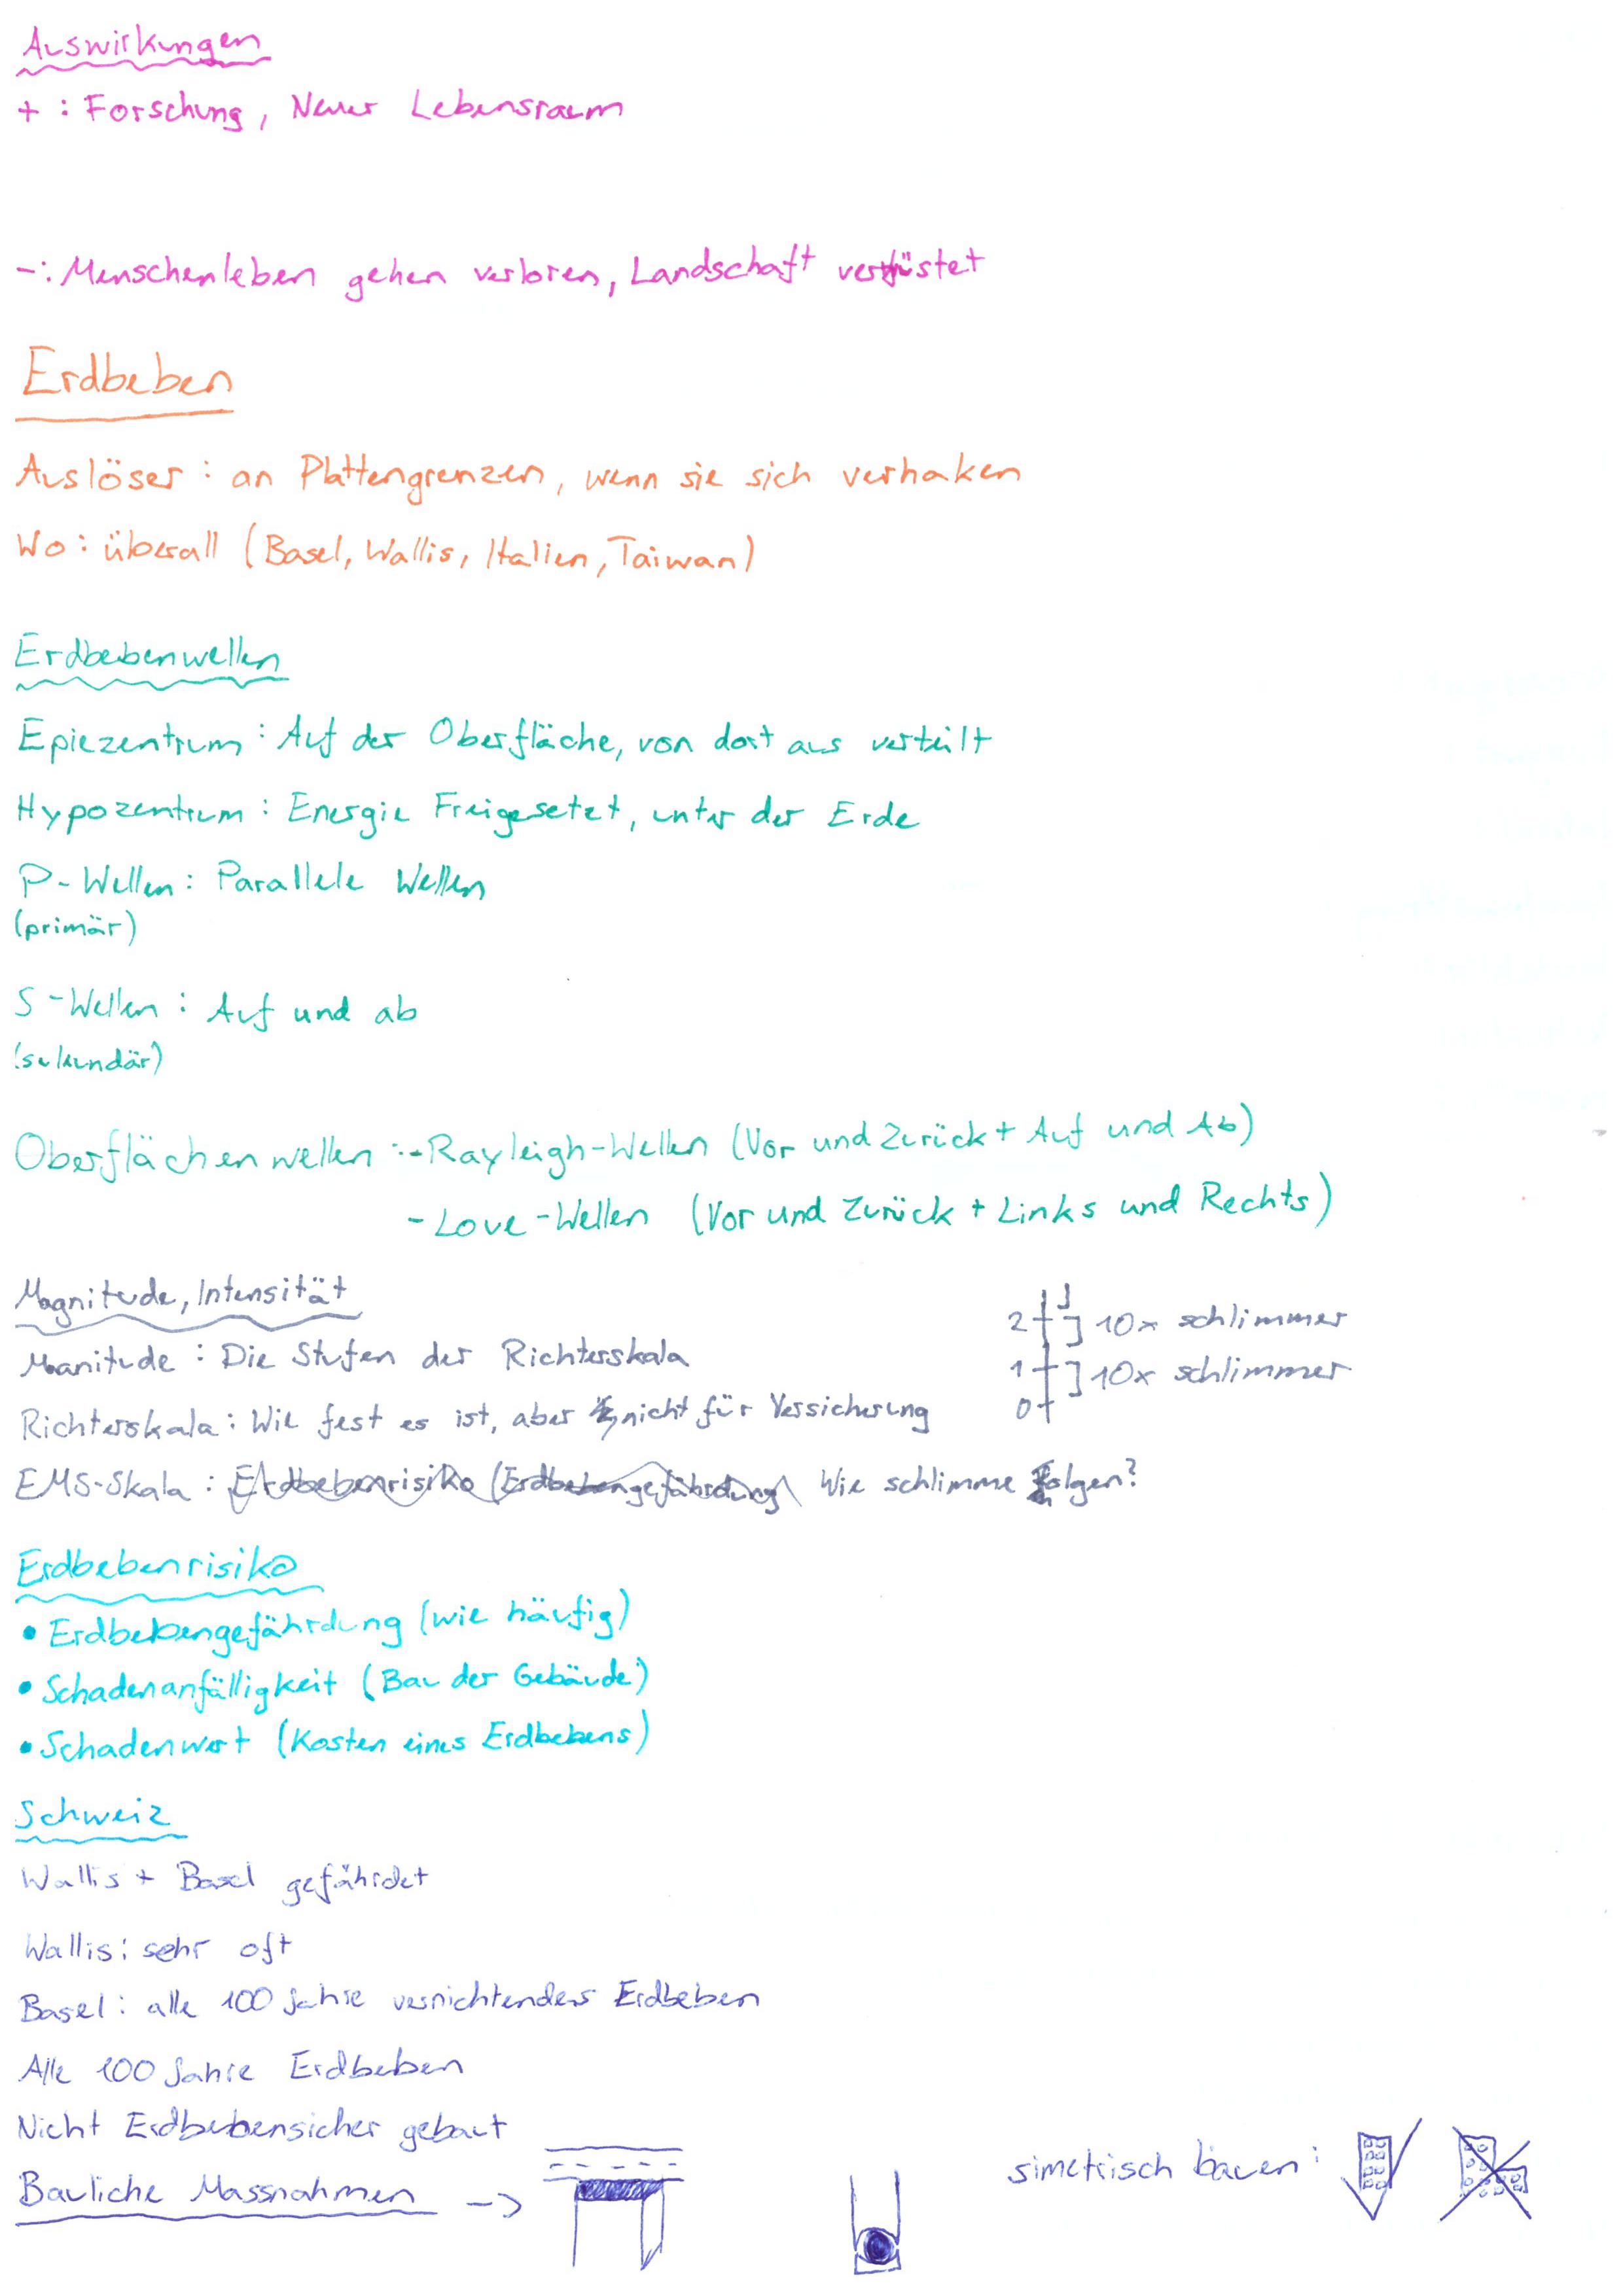 Auswirkungen
+ : Forschung, Neuer Lebensraum
-: Menschenleben gehen verloren, Landschaft verwüstet
Erdbeben
Auslöser : an Plattengrenzen, wenn sie sich verhaken
Wo : überall (Basel, Wallis, Italien, Taiwan)
Erdbebenwellen
Epiezentrum : Auf der Oberfläche, von dort aus verteilt
Hypozentrum : Energie Freigesetzt, unter der Erde
P-Wellen : Parallele Wellen
(primär)
S-Wellen : Auf und ab
(sekundär)
Oberflächenwellen : - Rayleigh-Wellen (Vor und Zurück + Auf und Ab)
- Love-Wellen (Vor und Zurück + Links und Rechts)
Magnitude, Intensität
2 ] 10x schlimmer
Manitude : Die Stufen der Richterskala
1 ] 10x schlimmer
Richterskala : Wie fest es ist, aber nicht für Versicherung
0
EMS-Skala : Erdbebenrisiko (Erdbebengefährdung) Wie schlimme Folgen?
Erdbebenrisiko
• Erdbebengefährdung (wie häufig)
• Schadenanfälligkeit (Bau der Gebäude)
• Schadenwert (Kosten eines Erdbebens)
Schweiz
Wallis + Basel gefährdet
Wallis : sehr oft
Basel : alle 100 Jahre vernichtendes Erdbeben
Alle 100 Jahre Erdbeben
Nicht Erdbebensicher gebaut
Bauliche Massnahmen ->
simetrisch bauen :